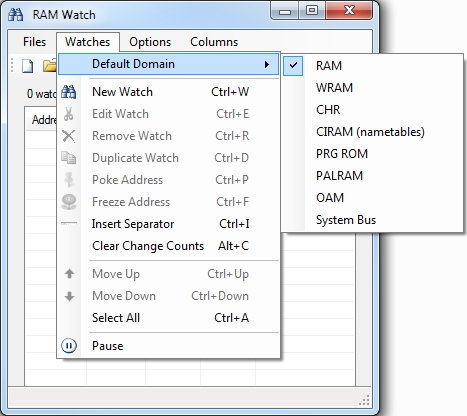 RAM Watch
Files Watches Options Columns
Default Domain
0 watc
Addre
New Watch Ctrl+W
Edit Watch Ctrl+E
Remove Watch Ctrl+R
Duplicate Watch Ctrl+D
Poke Address Ctrl+P
Freeze Address Ctrl+F
Insert Separator Ctrl+I
Clear Change Counts Alt+C
Move Up Ctrl+Up
Move Down Ctrl+Down
Select All Ctrl+A
Pause
RAM
WRAM
CHR
CIRAM (nametables)
PRG ROM
PALRAM
OAM
System Bus